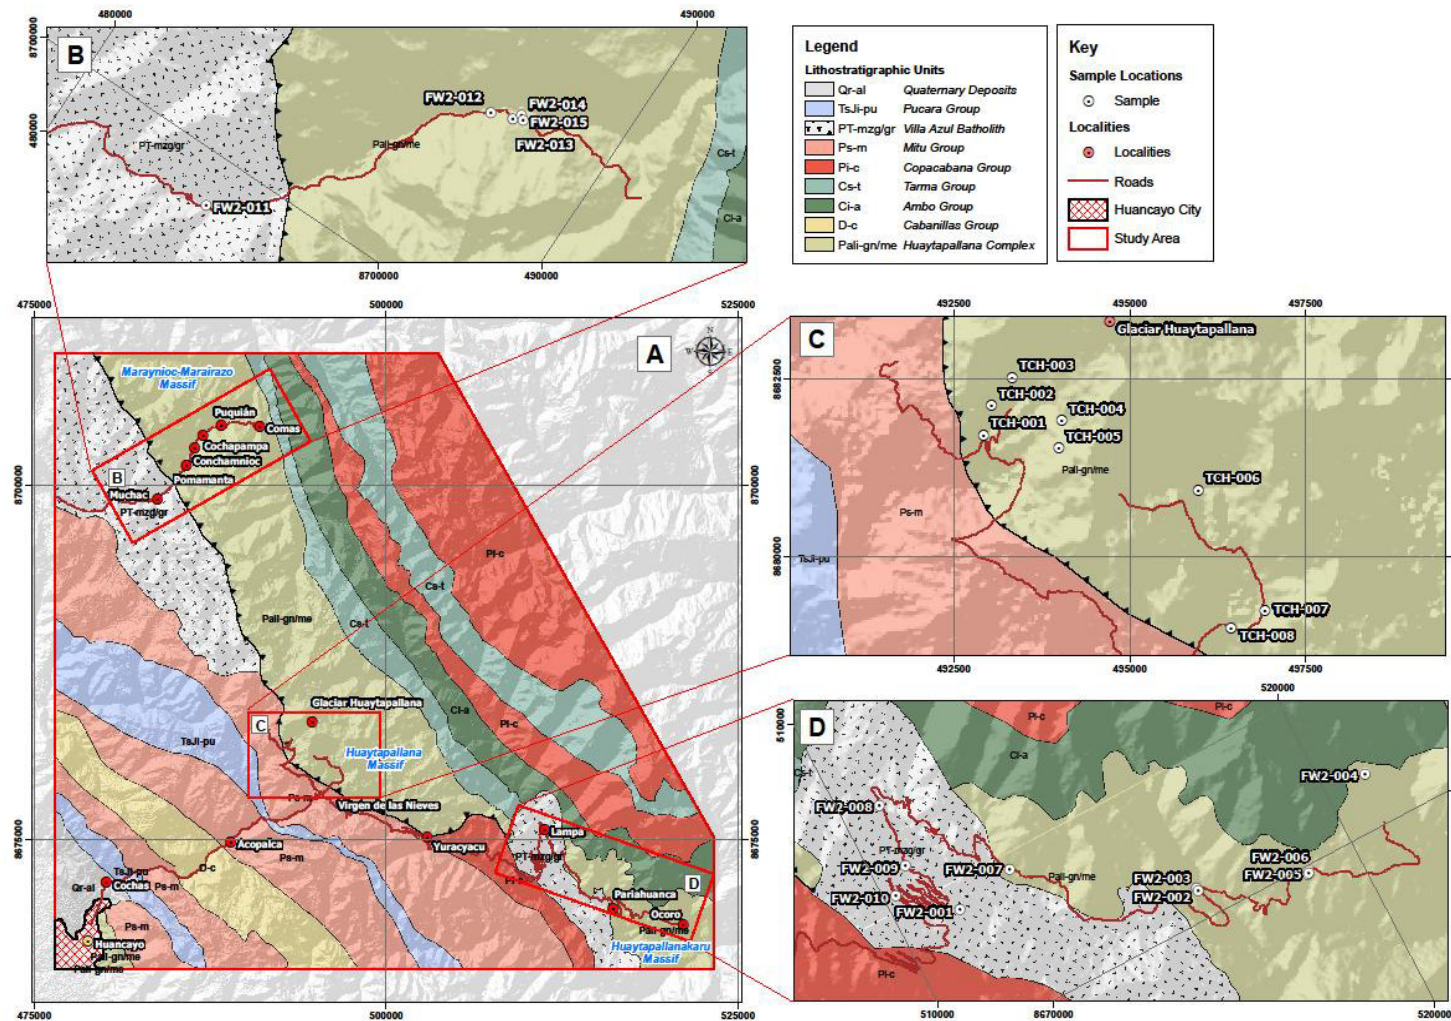 480000
490000
8700000
480000
B
FW2-012
FW2-014
FW2-015
FW2-013
PT-mzg/gr
Pali-gn/me
Cs-t
Ci-a
FW2-011
8700000
490000
Legend
Lithostratigraphic Units
Qr-al Quaternary Deposits
TsJi-pu Pucara Group
PT-mzg/gr Villa Azul Batholith
Ps-m Mitu Group
Pi-c Copacabana Group
Cs-t Tarma Group
Ci-a Ambo Group
D-c Cabanillas Group
Pali-gn/me Huaytapallana Complex
Key
Sample Locations
Sample
Localities
Localities
Roads
Huancayo City
Study Area
475000
500000
525000
A
N
W
E
S
Maraynioc-Marairazo
Massif
Puquián
Comas
Cochapampa
Conchamnioc
Pomamanta
B
Muchac
PT-mzg/gr
8700000
8700000
Pi-c
Cs-t
Pali-gn/me
Cs-t
Ci-a
Pi-c
Glaciar Huaytapallana
C
TsJi-pu
Huaytapallana
Massif
Ps-m
Virgen de las Nieves
8675000
8675000
Lampa
Acopalca
Yuracyacu
Ps-m
PT-mzg/gr
D-c
TsJi-pu
Cochas
Qr-al
Ps-m
Pi-c
D
Pariahuanca
Ocoro
Ps-m
Pali-gn/me
Huancayo
Pali-gn/me
Pali-gn/me
Huaytapallanakaru
Massif
475000
500000
525000
492500
495000
497500
C
Glaciar Huaytapallana
8682500
8682500
TCH-003
TCH-002
TCH-004
TCH-001
TCH-005
Pali-gn/me
TCH-006
Ps-m
TsJi-pu
8680000
8680000
TCH-007
TCH-008
492500
495000
497500
520000
510000
D
Pi-c
Pi-c
Ci-a
Cs-t
FW2-004
FW2-008
PT-mzg/gr
FW2-009
FW2-007
Pali-gn/me
FW2-006
FW2-005
FW2-003
FW2-002
FW2-010
FW2-001
Pi-c
510000
8670000
520000